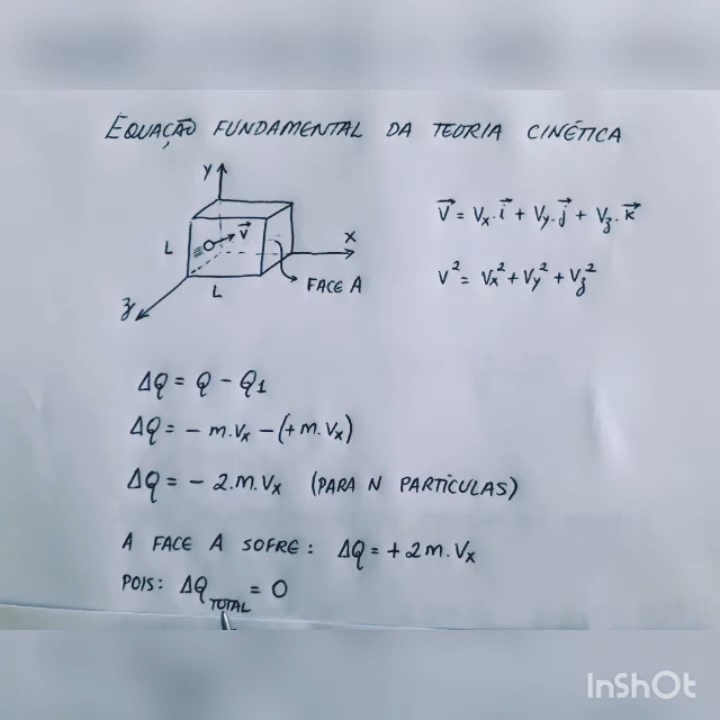 EQUAÇÃO FUNDAMENTAL DA TEORIA CINÉTICA
Y
L
V⃗
X
L
FACE A
z
V⃗ = Vx.i⃗ + Vy.j⃗ + Vz.k⃗
V² = Vx² + Vy² + Vz²
ΔQ = Q - Q1
ΔQ = - m.Vx - (+ m.Vx)
ΔQ = - 2.m.Vx (PARA N PARTÍCULAS)
A FACE A SOFRE: ΔQ = + 2m.Vx
POIS: ΔQ TOTAL = 0
InShOt